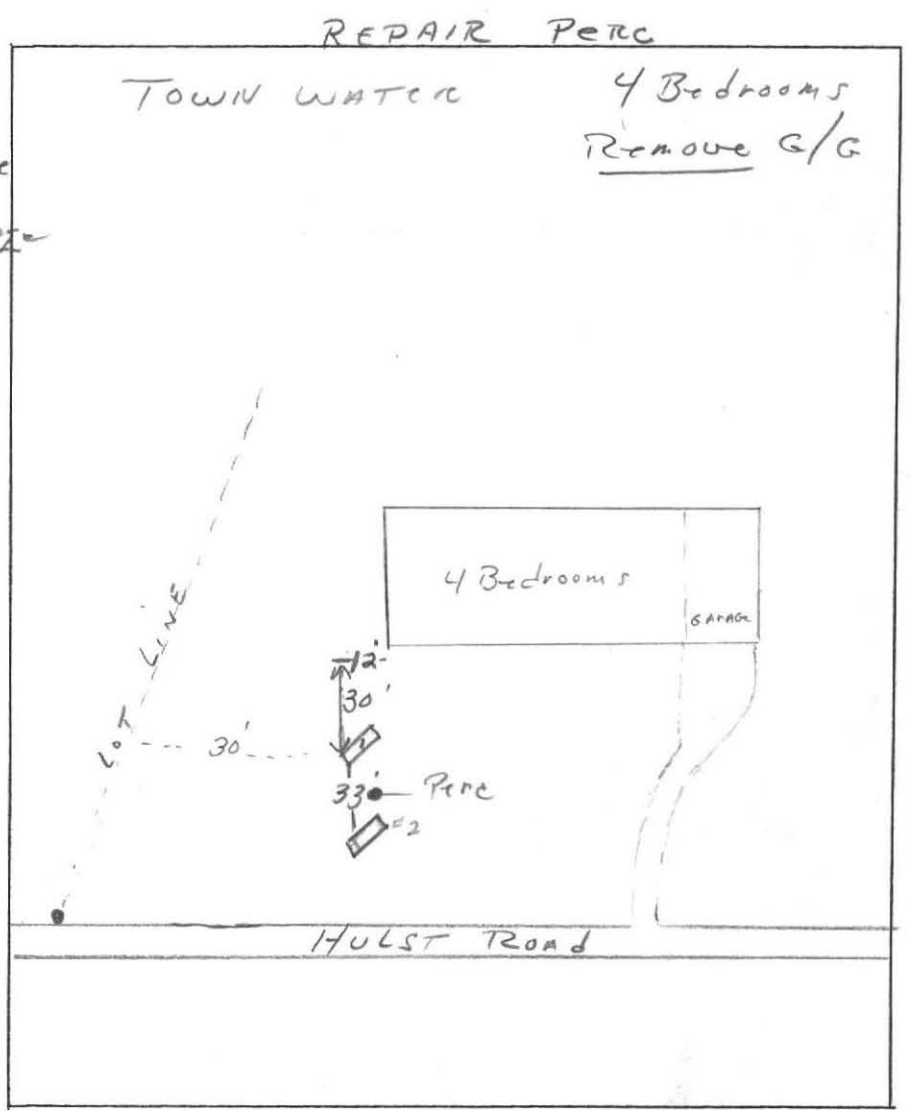 REPAIR PERC
TOWN WATER
4 Bedrooms
Remove G/G
4 Bedrooms
GARAGE
LOT LINE
12'
30'
30'
1
33'
Perc
#2
HULST ROAD